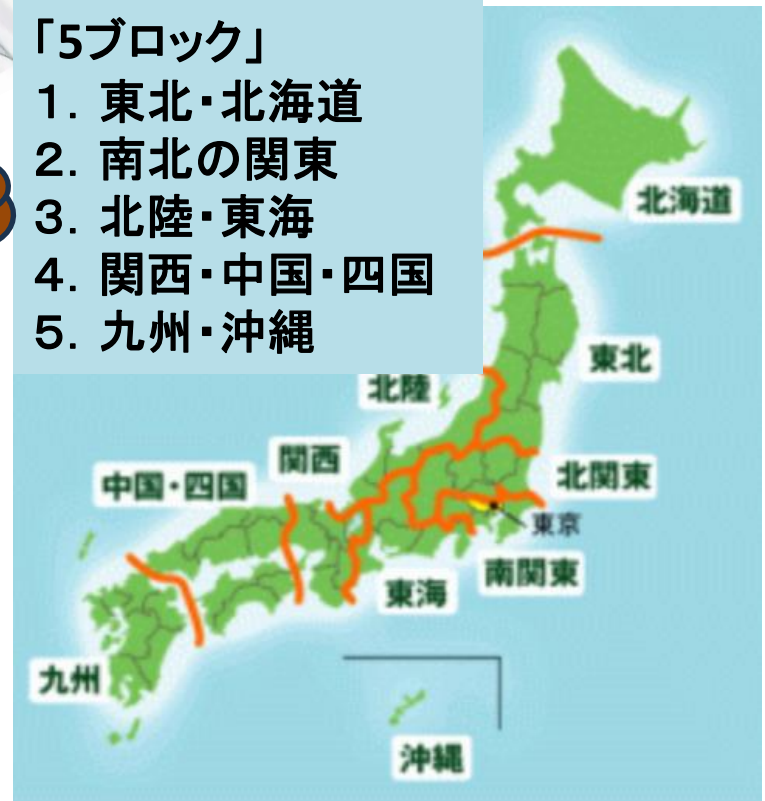 「5ブロック」
１．東北・北海道
２．南北の関東
３．北陸・東海
４．関西・中国・四国
５．九州・沖縄
北海道
東北
北陸
関西
中国・四国
北関東
東京
南関東
東海
九州
沖縄